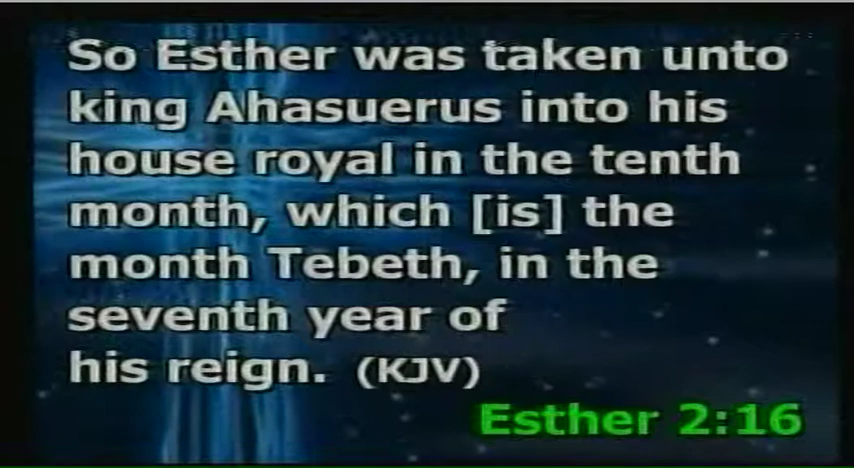 So Esther was taken unto
king Ahasuerus into his
house royal in the tenth
month, which [is] the
month Tebeth, in the
seventh year of
his reign. (KJV)
Esther 2:16